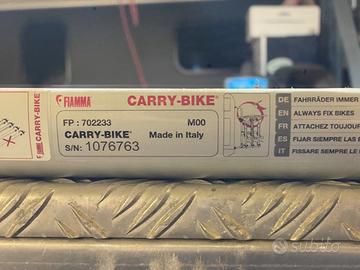 FIAMMA CARRY-BIKE®
FP : 702233 M00
CARRY-BIKE® Made in Italy
S/N: 1076763
FIAMMA CARRY-BIKE
DE FAHRRÄDER IMMER
EN ALWAYS FIX BIKES
FR ATTACHEZ TOUJOUR
ES FIJAR SIEMPRE LAS
IT FISSARE SEMPRE LE
subito